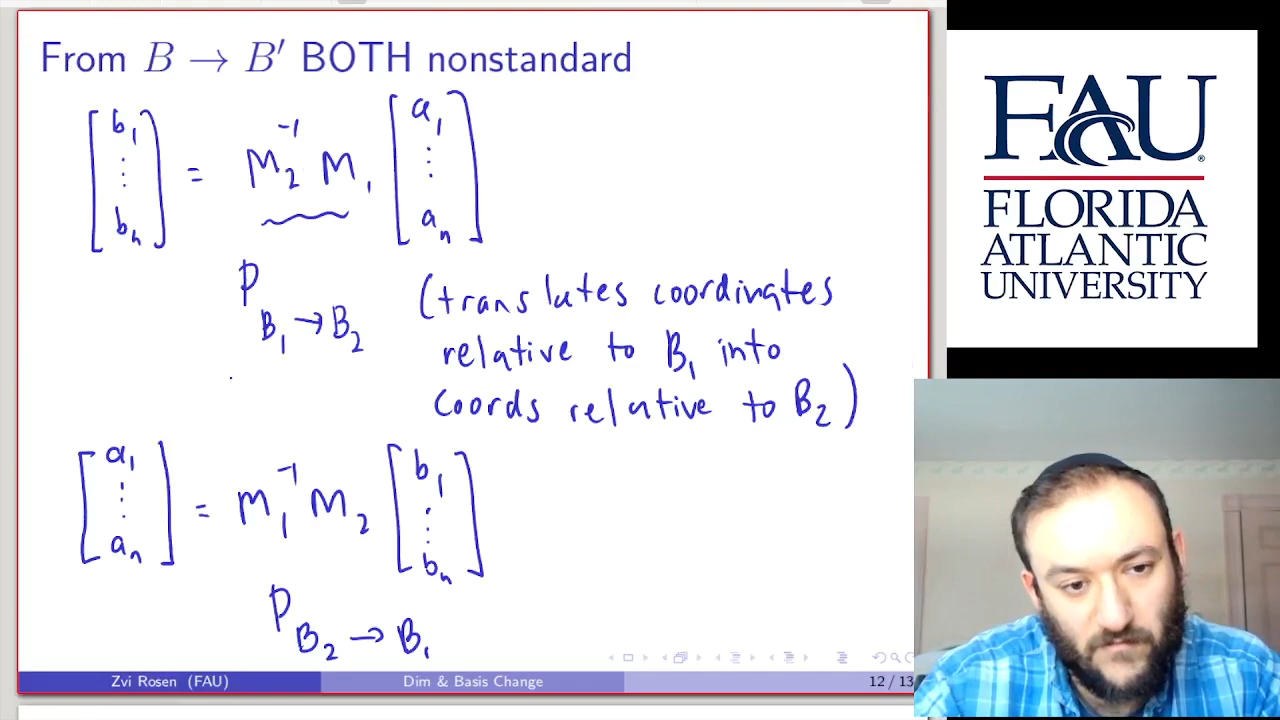 From B → B′ BOTH nonstandard
[b₁ ⋮ bₙ] = M₂⁻¹ M₁ [a₁ ⋮ aₙ]
P B₁ → B₂
(translates coordinates
relative to B₁ into
coords relative to B₂)
[a₁ ⋮ aₙ] = M₁⁻¹ M₂ [b₁ ⋮ bₙ]
P B₂ → B₁
Zvi Rosen (FAU) Dim & Basis Change 12 / 13
FAU
FLORIDA
ATLANTIC
UNIVERSITY®